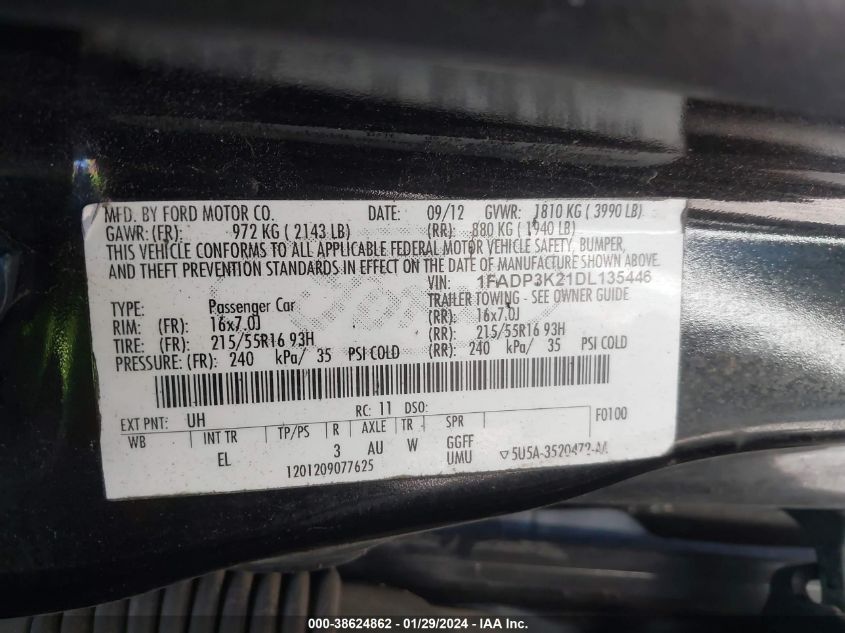 MFD. BY FORD MOTOR CO. DATE: 09/12 GVWR: 1810 KG ( 3990 LB)
GAWR: (FR): 972 KG ( 2143 LB) (RR): 880 KG ( 1940 LB)
THIS VEHICLE CONFORMS TO ALL APPLICABLE FEDERAL MOTOR VEHICLE SAFETY, BUMPER,
AND THEFT PREVENTION STANDARDS IN EFFECT ON THE DATE OF MANUFACTURE SHOWN ABOVE.
VIN: 1FADP3K21DL135446
TYPE: Passenger Car TRAILER TOWING - SEE OWNER GUIDE
RIM: (FR): 16x7.0J (RR): 16x7.0J
TIRE: (FR): 215/55R16 93H (RR): 215/55R16 93H
PRESSURE: (FR): 240 kPa/ 35 PSI COLD (RR): 240 kPa/ 35 PSI COLD
EXT PNT: UH RC: 11 DSO: F0100
WB INT TR TP/PS R AXLE TR SPR
EL 3 AU W GGFF
UMU
1201209077625 ▽5U5A-3520472-AA
000-38624862 - 01/29/2024 - 1FADP3K21DL135446